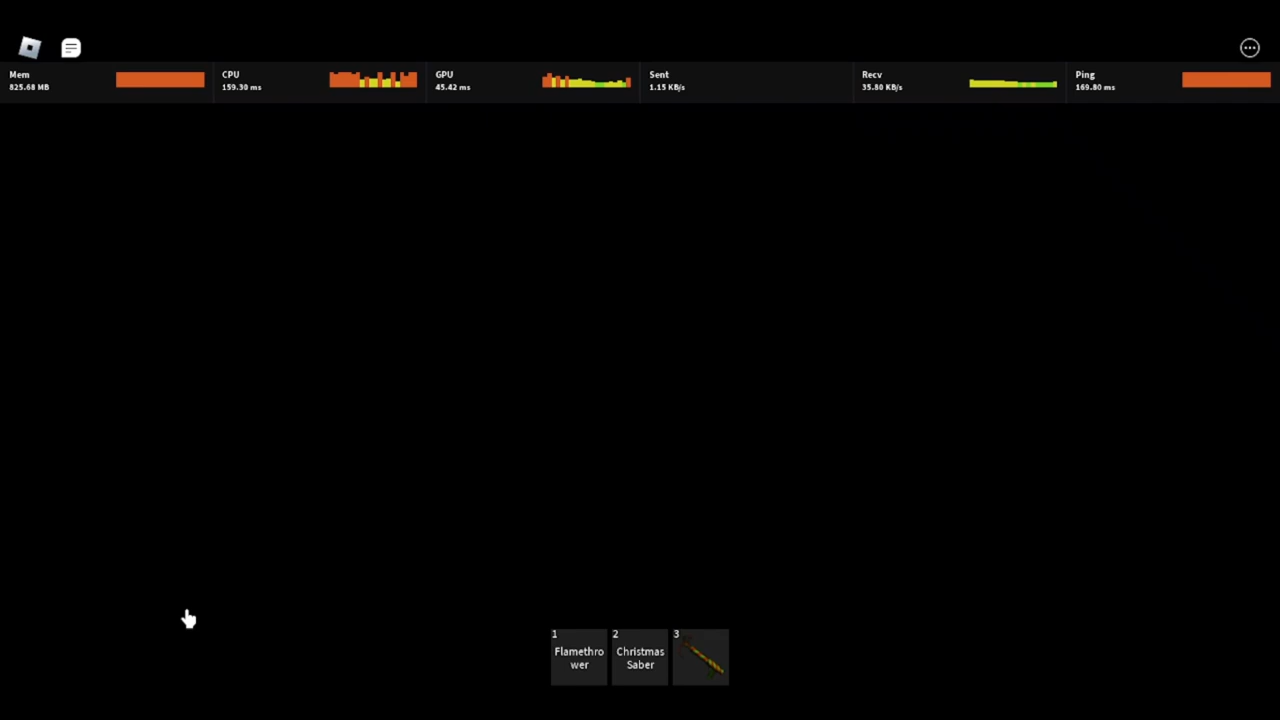 Mem
825.68 MB
CPU
159.30 ms
GPU
45.42 ms
Sent
1.15 KB/s
Recv
35.80 KB/s
Ping
169.80 ms
1
Flamethro
wer
2
Christmas
Saber
3